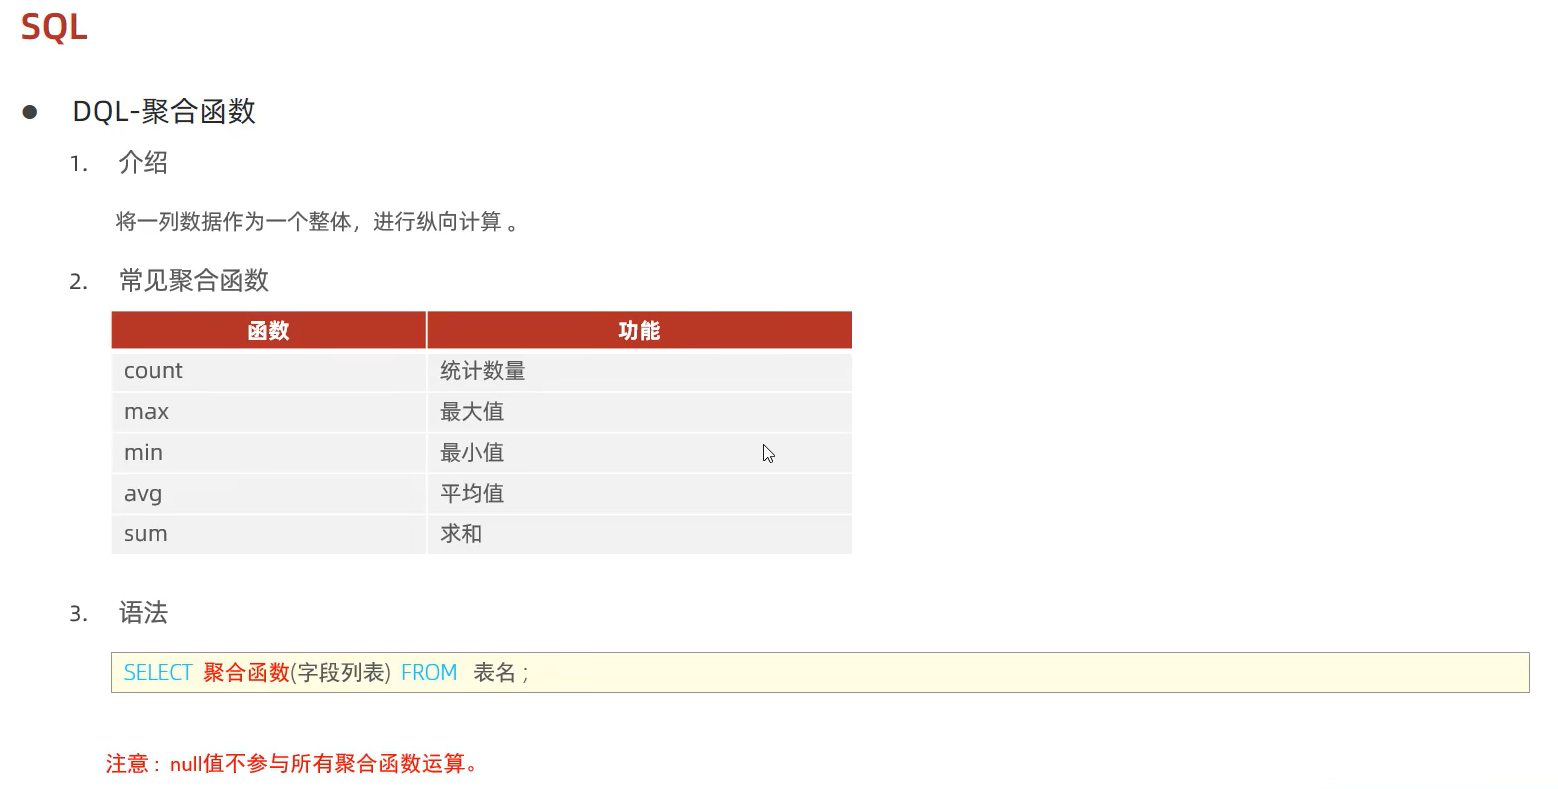 SQL
DQL-聚合函数
1. 介绍
将一列数据作为一个整体，进行纵向计算 。
2. 常见聚合函数
函数 功能
count 统计数量
max 最大值
min 最小值
avg 平均值
sum 求和
3. 语法
SELECT 聚合函数(字段列表) FROM 表名 ;
注意 : null值不参与所有聚合函数运算。